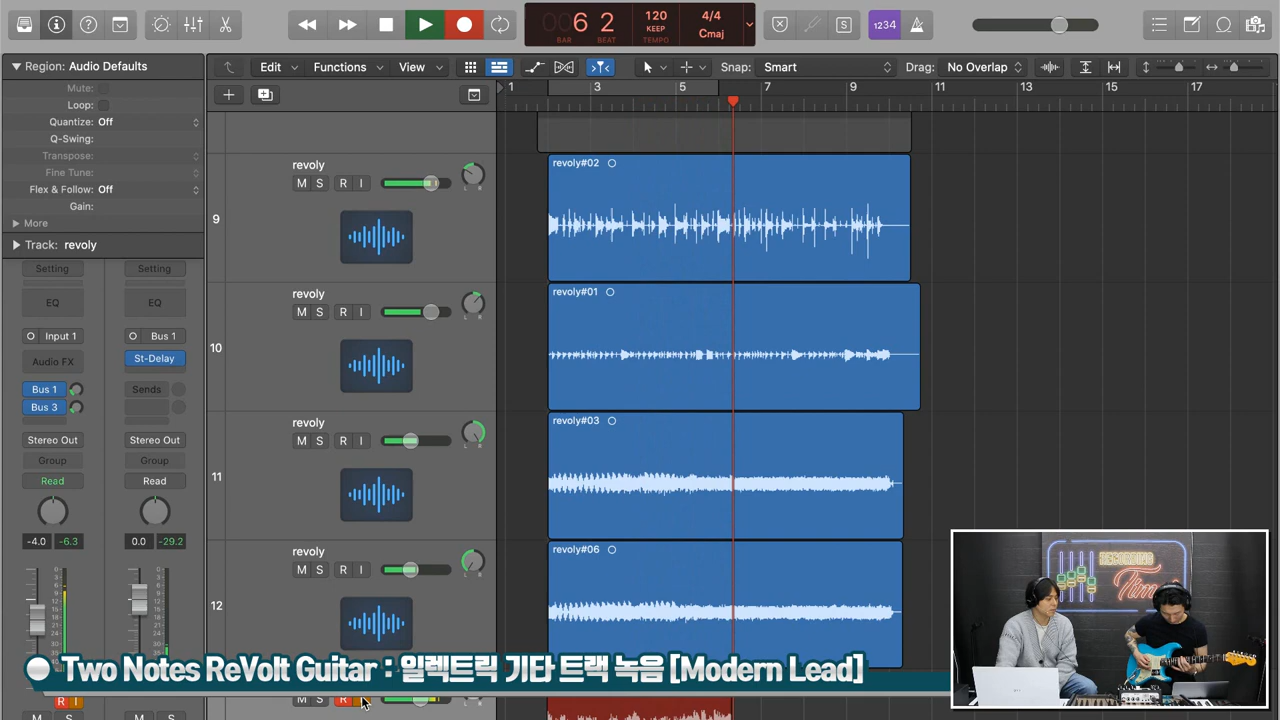 6 2
BAR BEAT
120
KEEP
TEMPO
4/4
Cmaj
S
1234
Region: Audio Defaults
Mute:
Loop:
Quantize: Off
Q-Swing:
Transpose:
Fine Tune:
Flex & Follow: Off
Gain:
More
Track: revoly
Edit Functions View
Snap: Smart
Drag: No Overlap
1 3 5 7 9 11 13 15 17
Setting Setting
EQ EQ
Input 1 Bus 1
Audio FX St-Delay
Bus 1 Sends
Bus 3
Stereo Out Stereo Out
Group Group
Read Read
-4.0 -6.3 0.0 -29.2
9
revoly
M S R I
L R
revoly#02
10
revoly
M S R I
L R
revoly#01
11
revoly
M S R I
L R
revoly#03
12
revoly
M S R I
L R
revoly#06
R I
M S R
M M
RECORDING
Time
Two Notes ReVolt Guitar : 일렉트릭 기타 트랙 녹음 [Modern Lead]